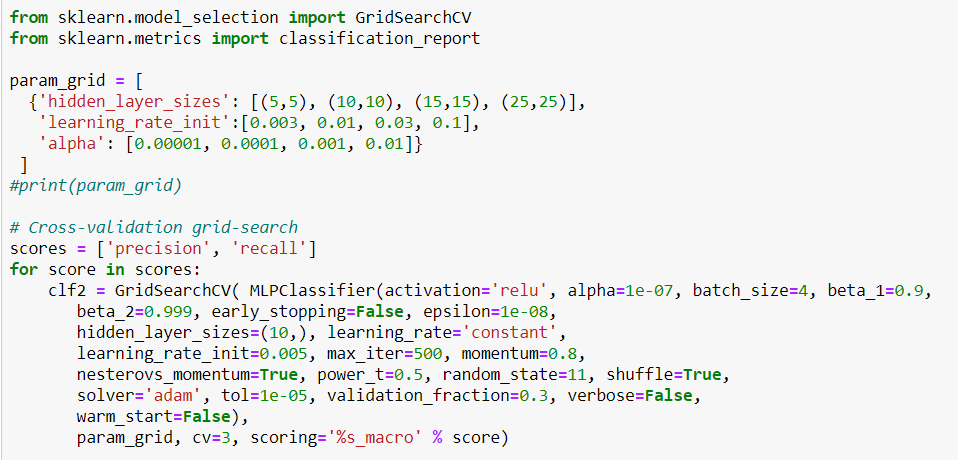 from sklearn.model_selection import GridSearchCV
from sklearn.metrics import classification_report

param_grid = [
  {'hidden_layer_sizes': [(5,5), (10,10), (15,15), (25,25)],
   'learning_rate_init':[0.003, 0.01, 0.03, 0.1],
   'alpha': [0.00001, 0.0001, 0.001, 0.01]}
 ]
#print(param_grid)

# Cross-validation grid-search
scores = ['precision', 'recall']
for score in scores:
    clf2 = GridSearchCV( MLPClassifier(activation='relu', alpha=1e-07, batch_size=4, beta_1=0.9,
       beta_2=0.999, early_stopping=False, epsilon=1e-08,
       hidden_layer_sizes=(10,), learning_rate='constant',
       learning_rate_init=0.005, max_iter=500, momentum=0.8,
       nesterovs_momentum=True, power_t=0.5, random_state=11, shuffle=True,
       solver='adam', tol=1e-05, validation_fraction=0.3, verbose=False,
       warm_start=False),
       param_grid, cv=3, scoring='%s_macro' % score)